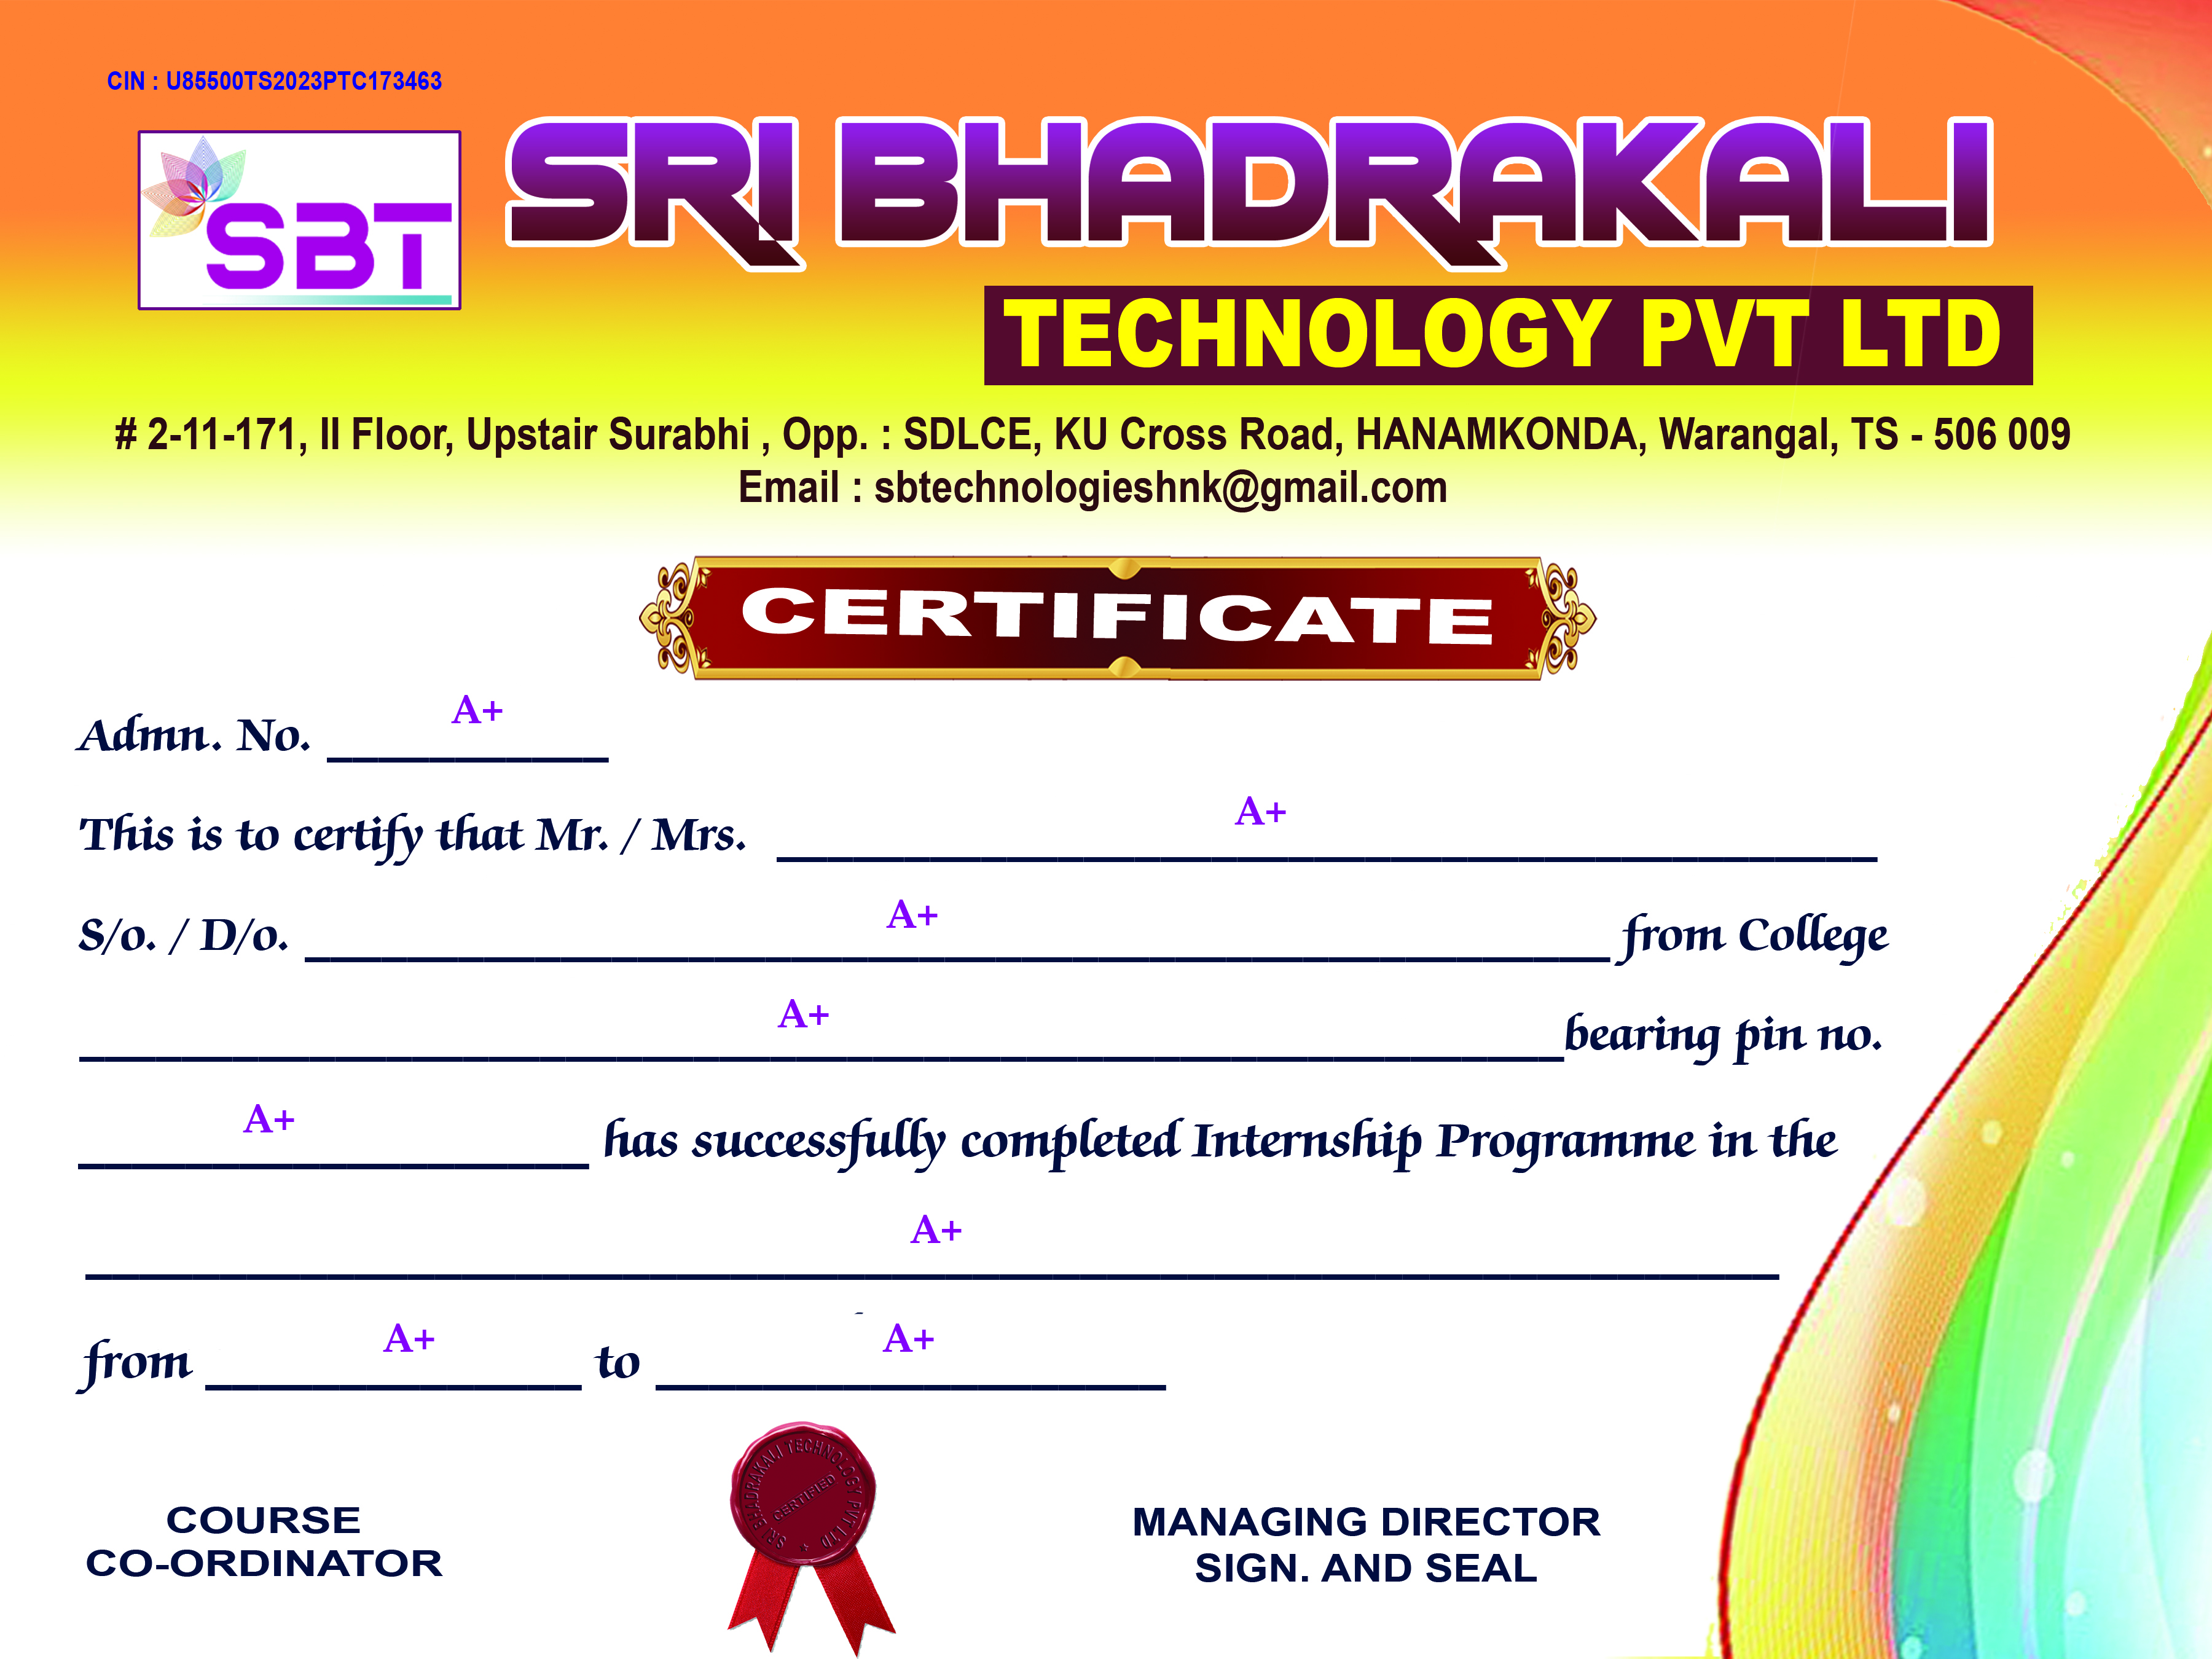 CIN : U85500TS2023PTC173463
SBT
SRI BHADRAKALI
TECHNOLOGY PVT LTD
# 2-11-171, II Floor, Upstair Surabhi , Opp. : SDLCE, KU Cross Road, HANAMKONDA, Warangal, TS - 506 009
Email : sbtechnologieshnk@gmail.com
CERTIFICATE
Admn. No. A+
This is to certify that Mr. / Mrs. A+
S/o. / D/o. A+ from College
A+ bearing pin no.
A+ has successfully completed Internship Programme in the
A+
from A+ to A+
COURSE
CO-ORDINATOR
SRI BHADRAKALI TECHNOLOGY PVT Ltd
CERTIFIED
MANAGING DIRECTOR
SIGN. AND SEAL